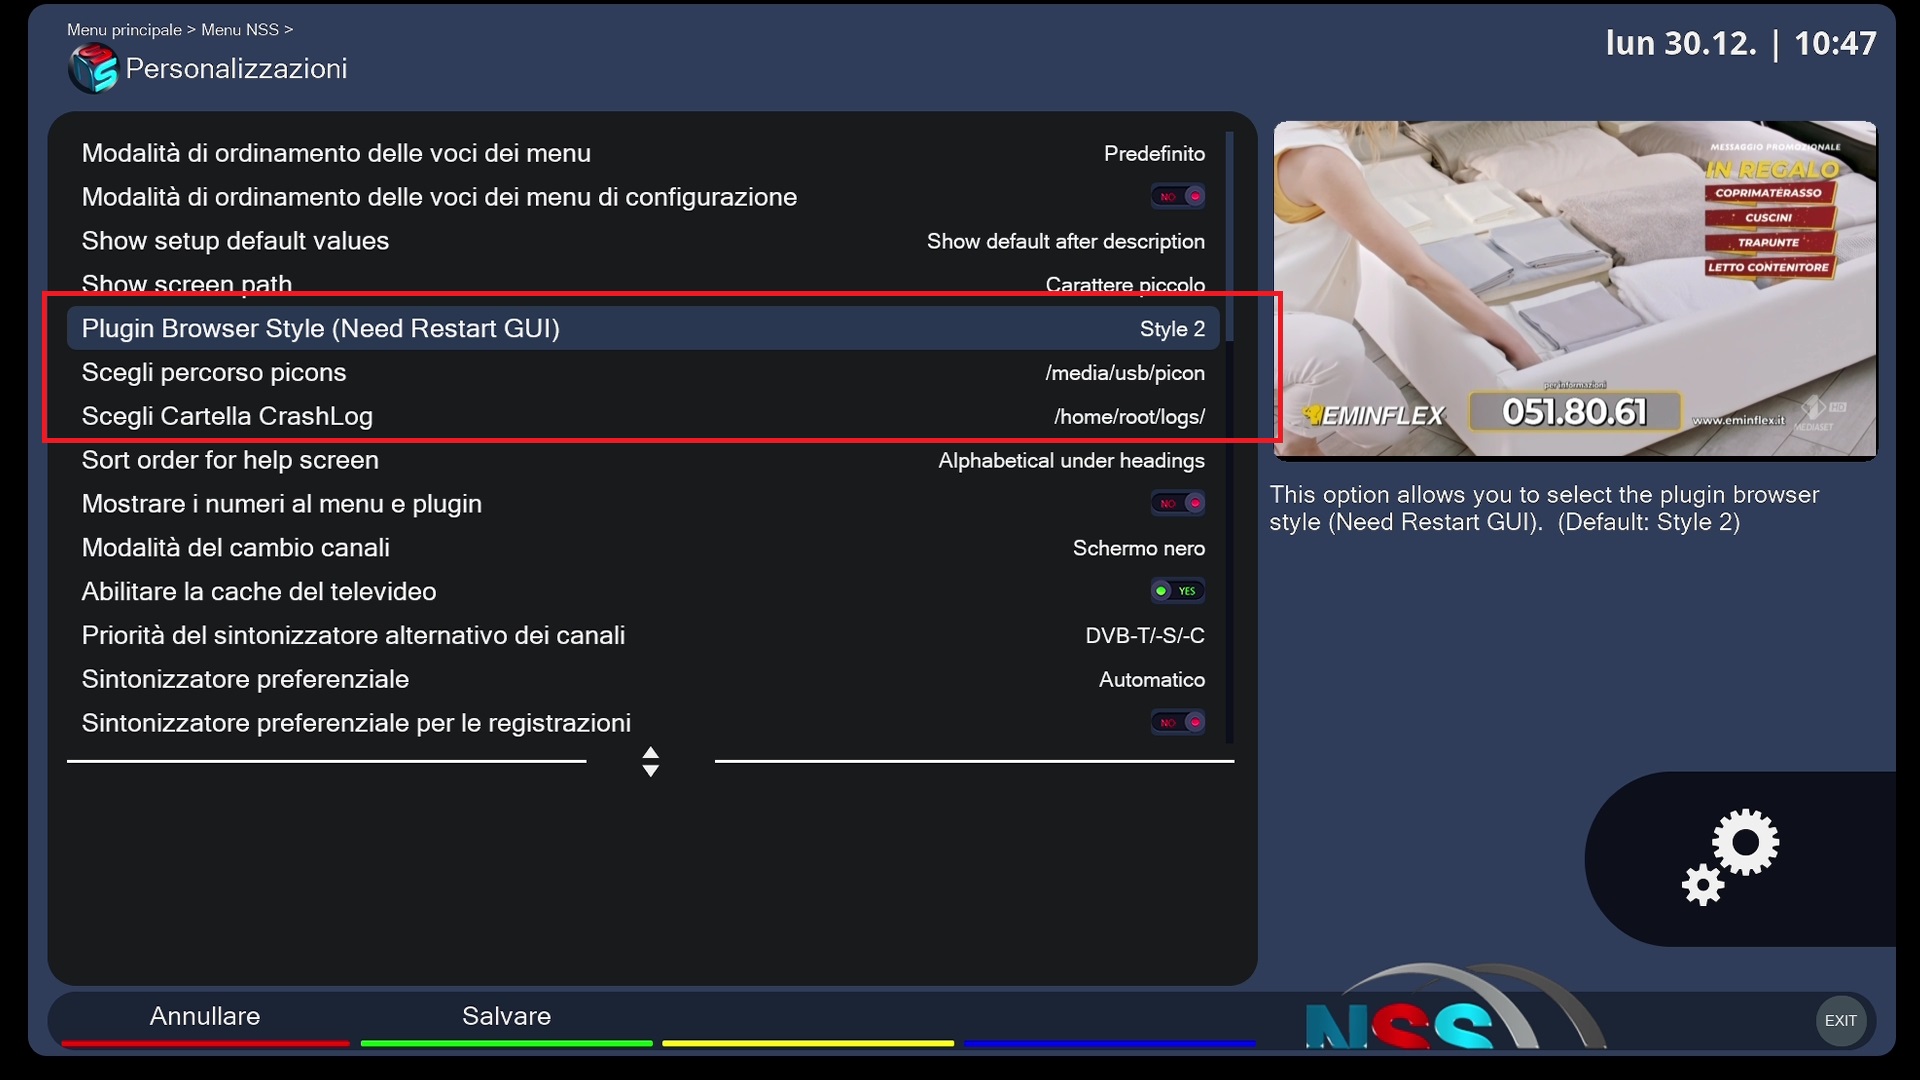 Menu principale > Menu NSS >
Personalizzazioni
lun 30.12. | 10:47
Modalità di ordinamento delle voci dei menu Predefinito
Modalità di ordinamento delle voci dei menu di configurazione NO
Show setup default values Show default after description
Show screen path Carattere piccolo
Plugin Browser Style (Need Restart GUI) Style 2
Scegli percorso picons /media/usb/picon
Scegli Cartella CrashLog /home/root/logs/
Sort order for help screen Alphabetical under headings
Mostrare i numeri al menu e plugin NO
Modalità del cambio canali Schermo nero
Abilitare la cache del televideo YES
Priorità del sintonizzatore alternativo dei canali DVB-T/-S/-C
Sintonizzatore preferenziale Automatico
Sintonizzatore preferenziale per le registrazioni NO
MESSAGGIO PROMOZIONALE
IN REGALO
COPRIMATERASSO
CUSCINI
TRAPUNTE
LETTO CONTENITORE
per informazioni
EMINFLEX 051.80.61 www.eminflex.it
HD
MEDIASET
This option allows you to select the plugin browser
style (Need Restart GUI). (Default: Style 2)
Annullare Salvare
NSS
EXIT